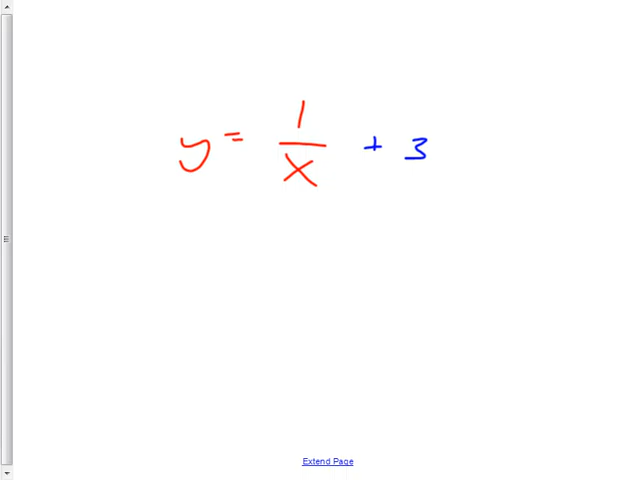 y = 1/x + 3
Extend Page